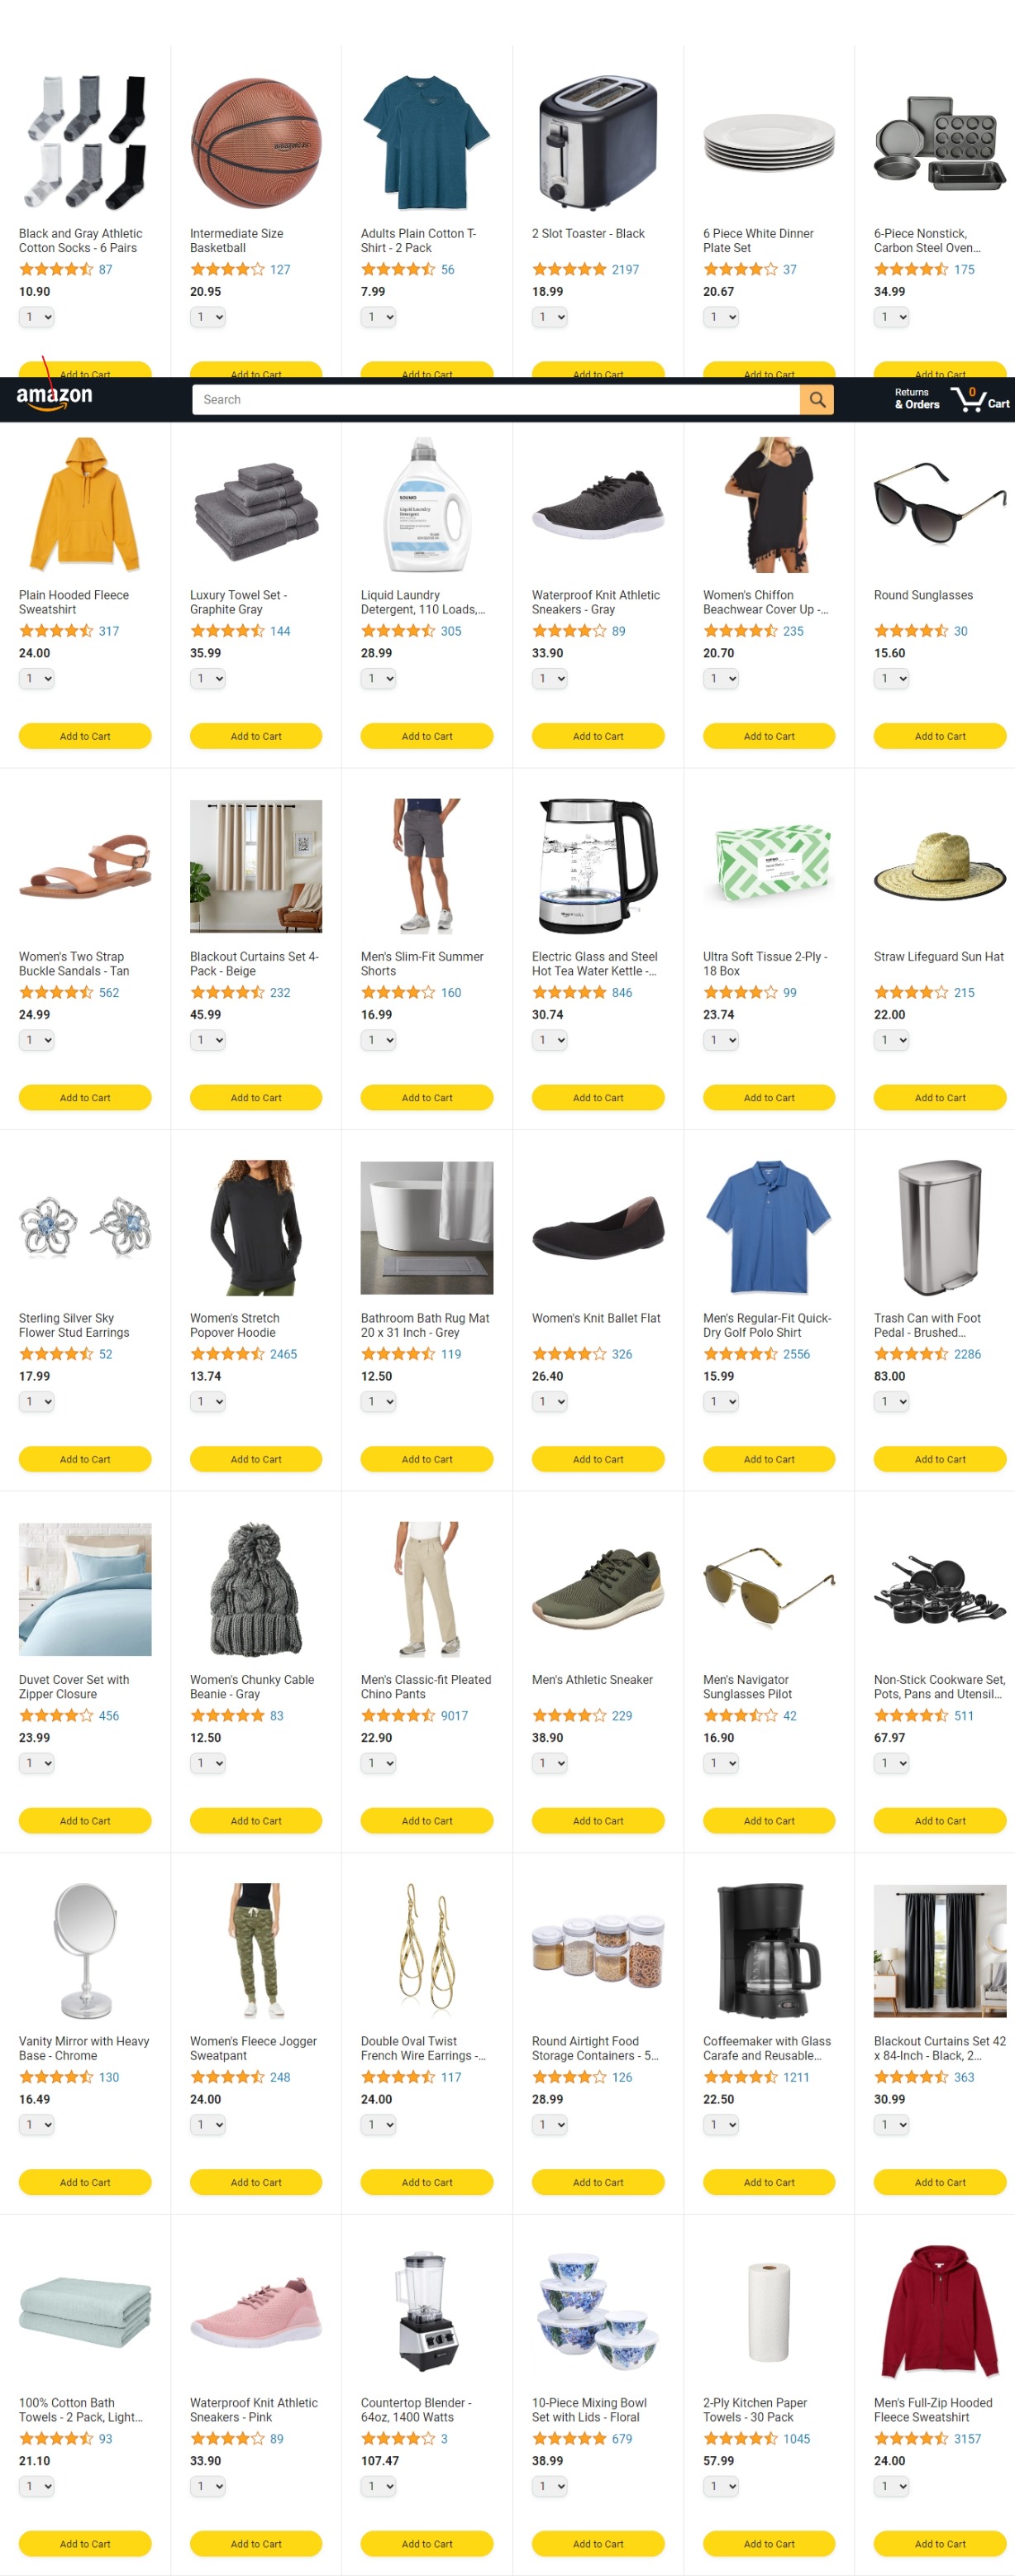 Black and Gray Athletic
Cotton Socks - 6 Pairs
87
10.90
1
Add to Cart
Intermediate Size
Basketball
127
20.95
1
Add to Cart
Adults Plain Cotton T-
Shirt - 2 Pack
56
7.99
1
Add to Cart
2 Slot Toaster - Black
2197
18.99
1
Add to Cart
6 Piece White Dinner
Plate Set
37
20.67
1
Add to Cart
6-Piece Nonstick,
Carbon Steel Oven...
175
34.99
1
Add to Cart
amazon
Search
Returns
& Orders
0
Cart
Plain Hooded Fleece
Sweatshirt
317
24.00
1
Add to Cart
Luxury Towel Set -
Graphite Gray
144
35.99
1
Add to Cart
SOLIMO
Liquid Laundry
Detergent
Liquid Laundry
Detergent, 110 Loads,...
305
28.99
1
Add to Cart
Waterproof Knit Athletic
Sneakers - Gray
89
33.90
1
Add to Cart
Women's Chiffon
Beachwear Cover Up -...
235
20.70
1
Add to Cart
Round Sunglasses
30
15.60
1
Add to Cart
Women's Two Strap
Buckle Sandals - Tan
562
24.99
1
Add to Cart
Blackout Curtains Set 4-
Pack - Beige
232
45.99
1
Add to Cart
Men's Slim-Fit Summer
Shorts
160
16.99
1
Add to Cart
Electric Glass and Steel
Hot Tea Water Kettle -...
846
30.74
1
Add to Cart
Ultra Soft Tissue 2-Ply -
18 Box
99
23.74
1
Add to Cart
Straw Lifeguard Sun Hat
215
22.00
1
Add to Cart
Sterling Silver Sky
Flower Stud Earrings
52
17.99
1
Add to Cart
Women's Stretch
Popover Hoodie
2465
13.74
1
Add to Cart
Bathroom Bath Rug Mat
20 x 31 Inch - Grey
119
12.50
1
Add to Cart
Women's Knit Ballet Flat
326
26.40
1
Add to Cart
Men's Regular-Fit Quick-
Dry Golf Polo Shirt
2556
15.99
1
Add to Cart
Trash Can with Foot
Pedal - Brushed...
2286
83.00
1
Add to Cart
Duvet Cover Set with
Zipper Closure
456
23.99
1
Add to Cart
Women's Chunky Cable
Beanie - Gray
83
12.50
1
Add to Cart
Men's Classic-fit Pleated
Chino Pants
9017
22.90
1
Add to Cart
Men's Athletic Sneaker
229
38.90
1
Add to Cart
Men's Navigator
Sunglasses Pilot
42
16.90
1
Add to Cart
Non-Stick Cookware Set,
Pots, Pans and Utensil...
511
67.97
1
Add to Cart
Vanity Mirror with Heavy
Base - Chrome
130
16.49
1
Add to Cart
Women's Fleece Jogger
Sweatpant
248
24.00
1
Add to Cart
Double Oval Twist
French Wire Earrings -...
117
24.00
1
Add to Cart
Round Airtight Food
Storage Containers - 5...
126
28.99
1
Add to Cart
Coffeemaker with Glass
Carafe and Reusable...
1211
22.50
1
Add to Cart
Blackout Curtains Set 42
x 84-Inch - Black, 2...
363
30.99
1
Add to Cart
100% Cotton Bath
Towels - 2 Pack, Light...
93
21.10
1
Add to Cart
Waterproof Knit Athletic
Sneakers - Pink
89
33.90
1
Add to Cart
Countertop Blender -
64oz, 1400 Watts
3
107.47
1
Add to Cart
10-Piece Mixing Bowl
Set with Lids - Floral
679
38.99
1
Add to Cart
2-Ply Kitchen Paper
Towels - 30 Pack
1045
57.99
1
Add to Cart
Men's Full-Zip Hooded
Fleece Sweatshirt
3157
24.00
1
Add to Cart